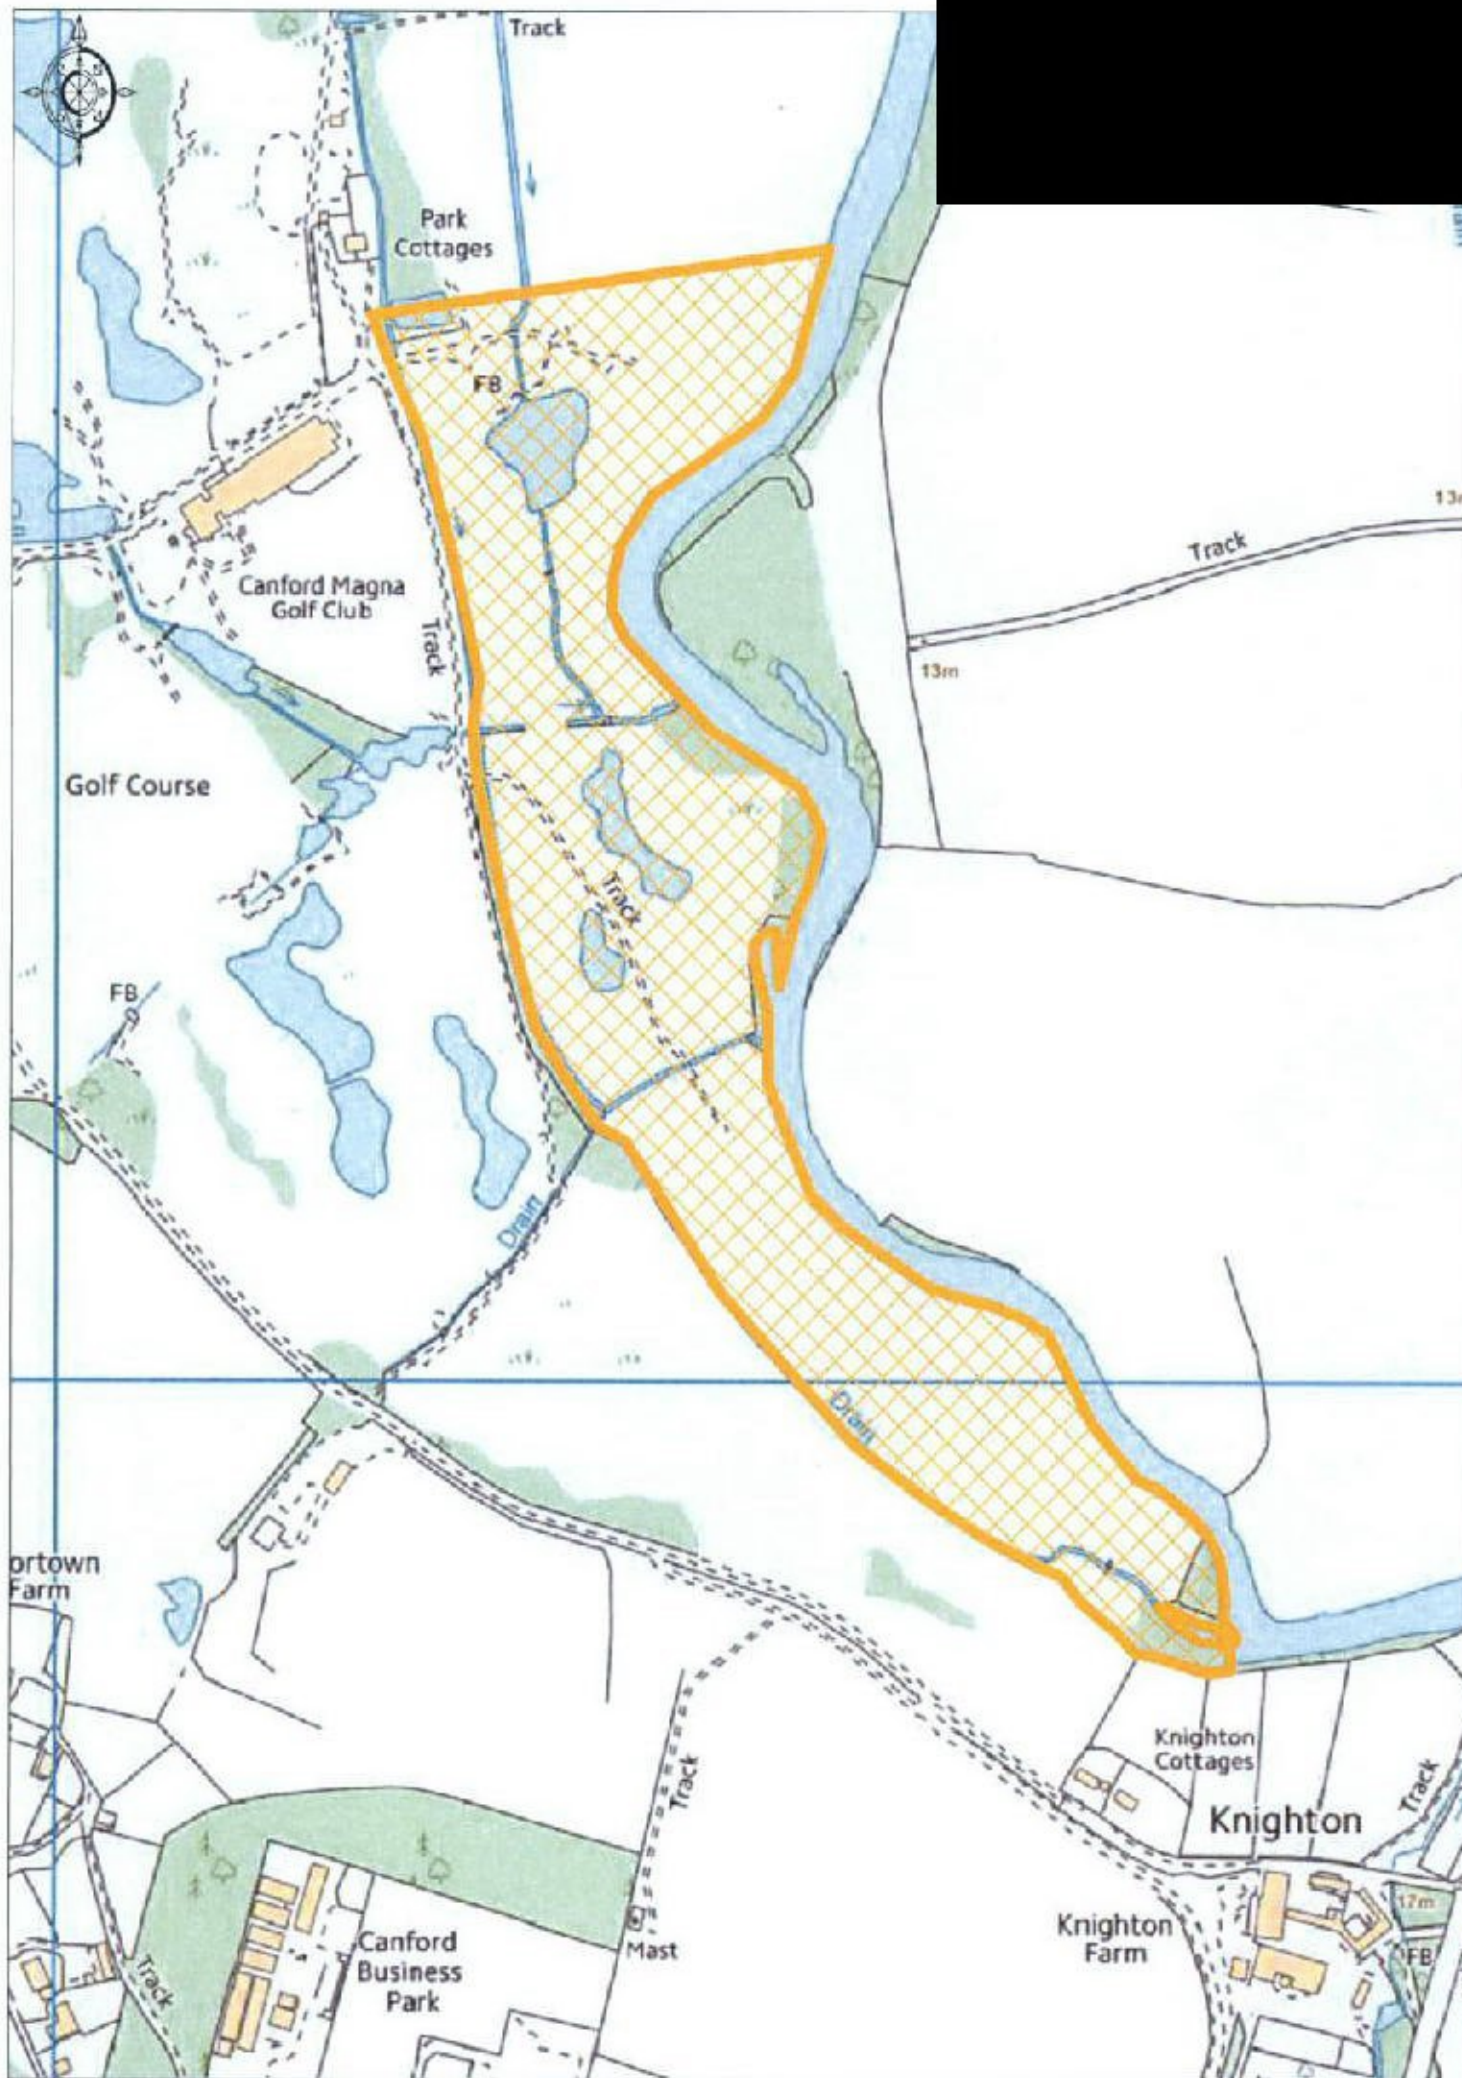 Track
Park
Cottages
FB
13m
Track
Canford Magna
Golf Club
Track
13m
Golf Course
Track
FB
Drain
Drain
ortown
Farm
Knighton
Cottages
Track
Track
Knighton
17m
Knighton
Farm
FB
Canford
Business
Park
Mast
Track